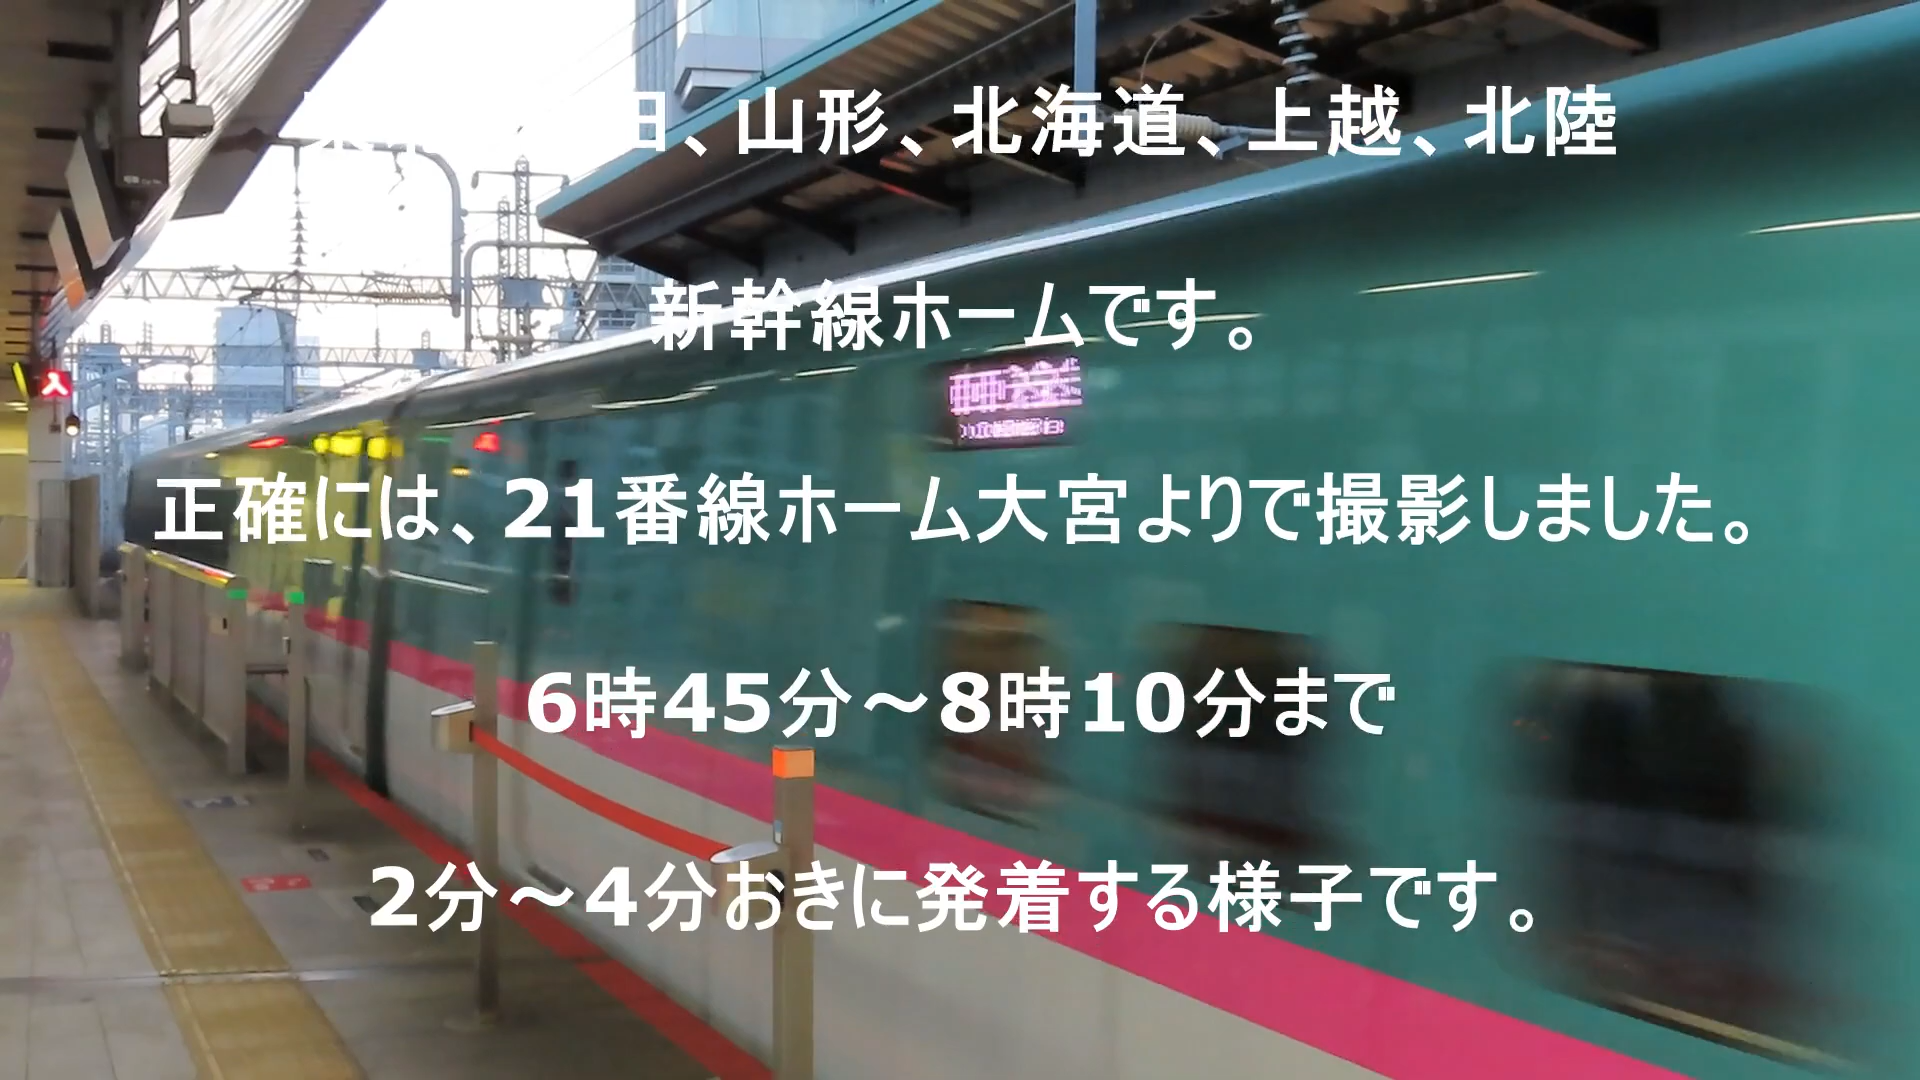 東北、秋田、山形、北海道、上越、北陸
新幹線ホームです。
正確には、21番線ホーム大宮よりで撮影しました。
6時45分～8時10分まで
2分～4分おきに発着する様子です。